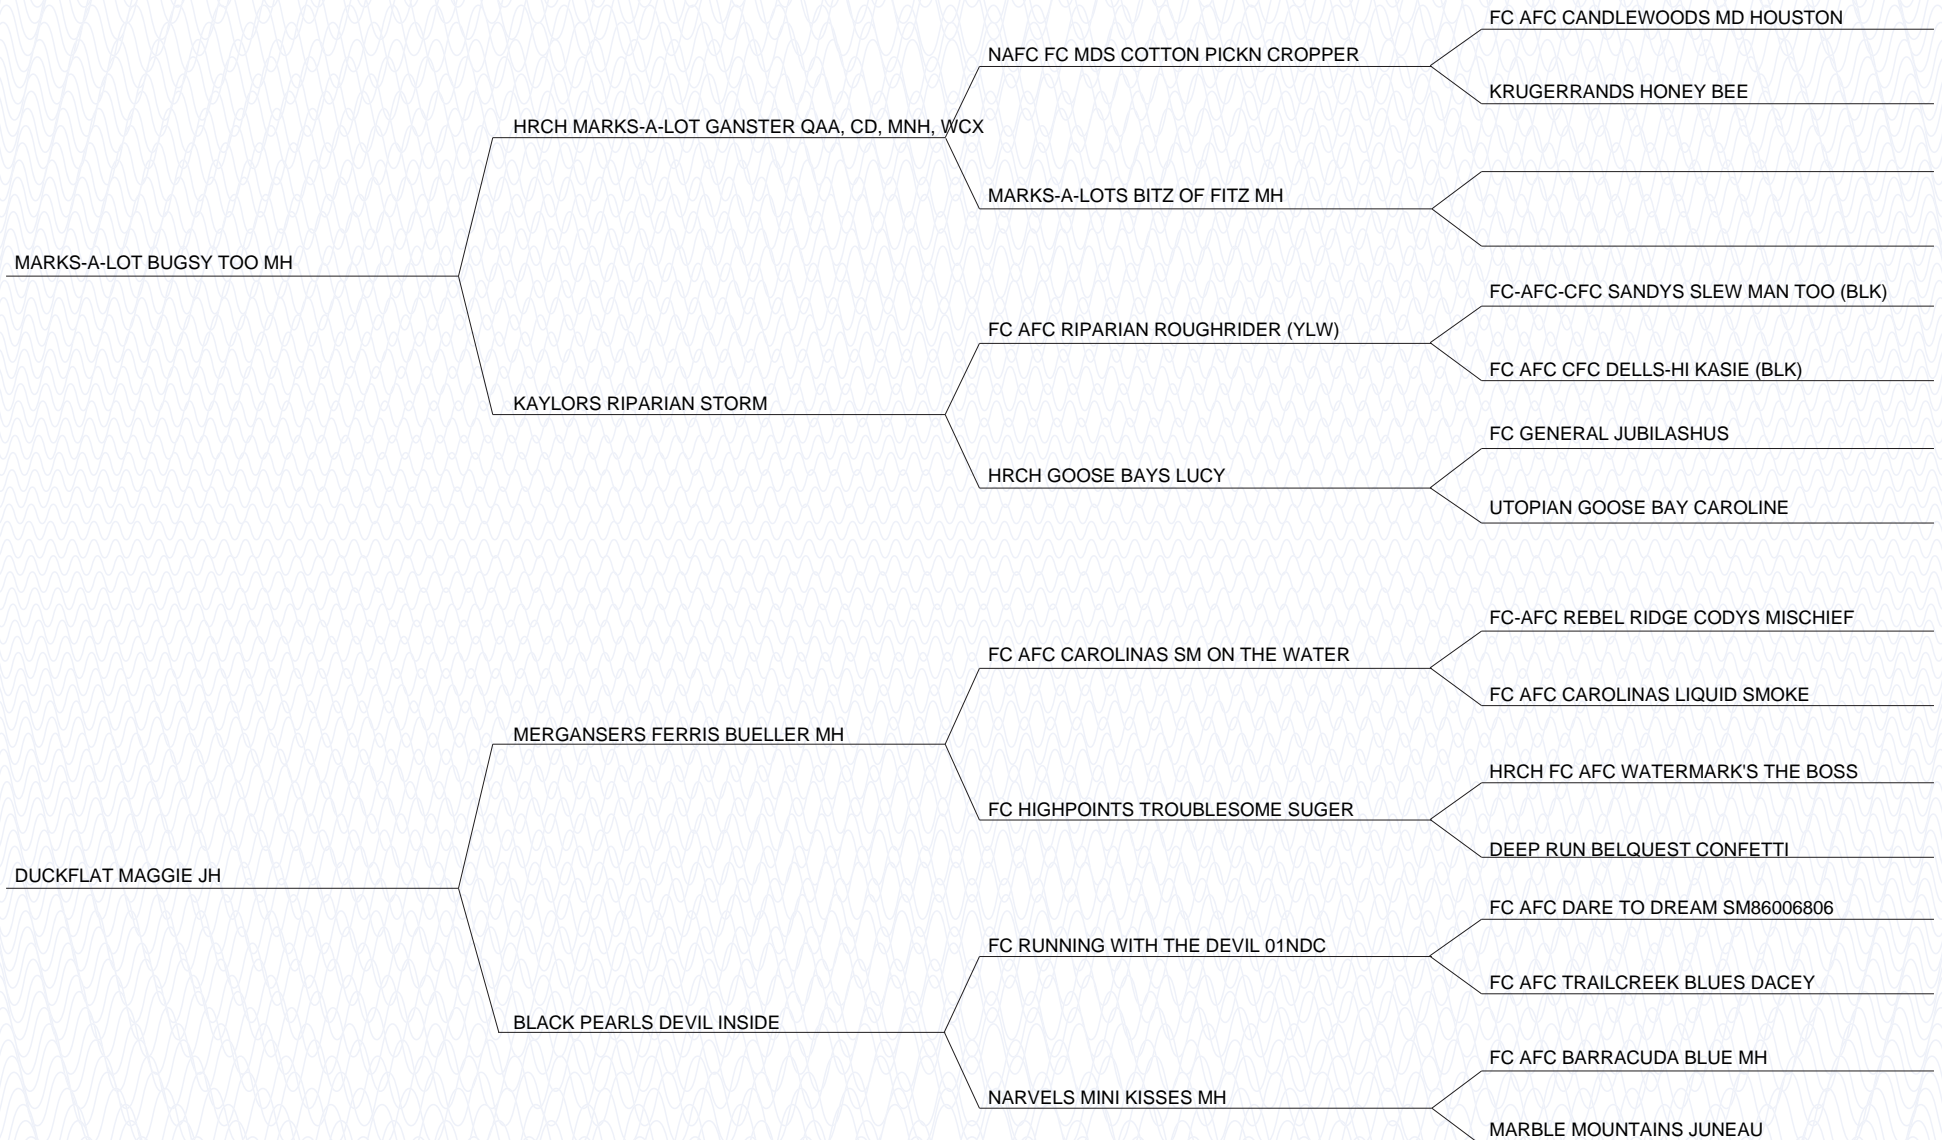 FC AFC CANDLEWOODS MD HOUSTON
NAFC FC MDS COTTON PICKN CROPPER
KRUGERRANDS HONEY BEE
HRCH MARKS-A-LOT GANSTER QAA, CD, MNH, WCX
MARKS-A-LOTS BITZ OF FITZ MH
MARKS-A-LOT BUGSY TOO MH
FC-AFC-CFC SANDYS SLEW MAN TOO (BLK)
FC AFC RIPARIAN ROUGHRIDER (YLW)
FC AFC CFC DELLS-HI KASIE (BLK)
KAYLORS RIPARIAN STORM
FC GENERAL JUBILASHUS
HRCH GOOSE BAYS LUCY
UTOPIAN GOOSE BAY CAROLINE
FC-AFC REBEL RIDGE CODYS MISCHIEF
FC AFC CAROLINAS SM ON THE WATER
FC AFC CAROLINAS LIQUID SMOKE
MERGANSERS FERRIS BUELLER MH
HRCH FC AFC WATERMARK'S THE BOSS
FC HIGHPOINTS TROUBLESOME SUGER
DEEP RUN BELQUEST CONFETTI
DUCKFLAT MAGGIE JH
FC AFC DARE TO DREAM SM86006806
FC RUNNING WITH THE DEVIL 01NDC
FC AFC TRAILCREEK BLUES DACEY
BLACK PEARLS DEVIL INSIDE
FC AFC BARRACUDA BLUE MH
NARVELS MINI KISSES MH
MARBLE MOUNTAINS JUNEAU